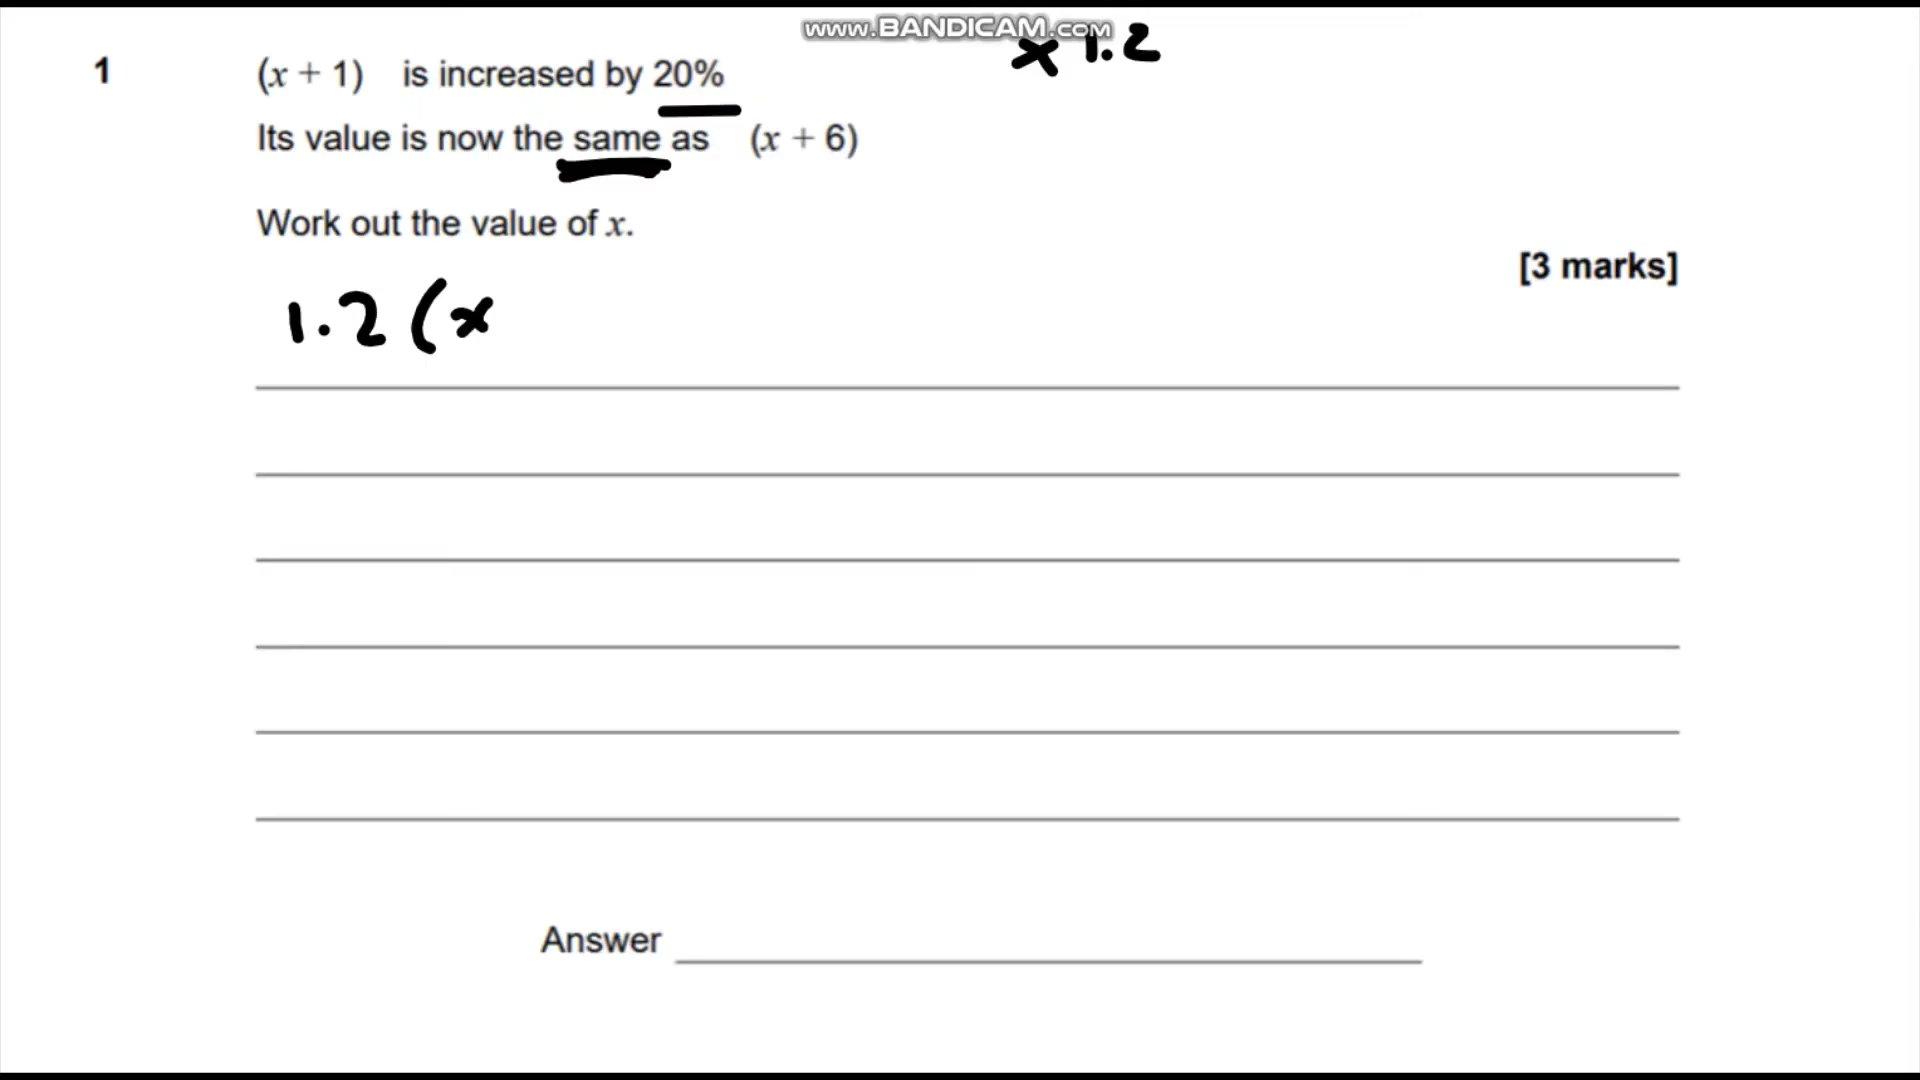 www.BANDICAM.com
× 1.2
1 (x + 1) is increased by 20%
Its value is now the same as (x + 6)
Work out the value of x.
[3 marks]
1.2 (x
Answer